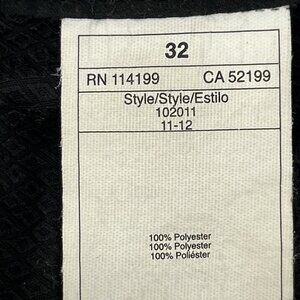 32
RN 114199 CA 52199
Style/Style/Estilo
102011
11-12
100% Polyester
100% Polyester
100% Poliéster